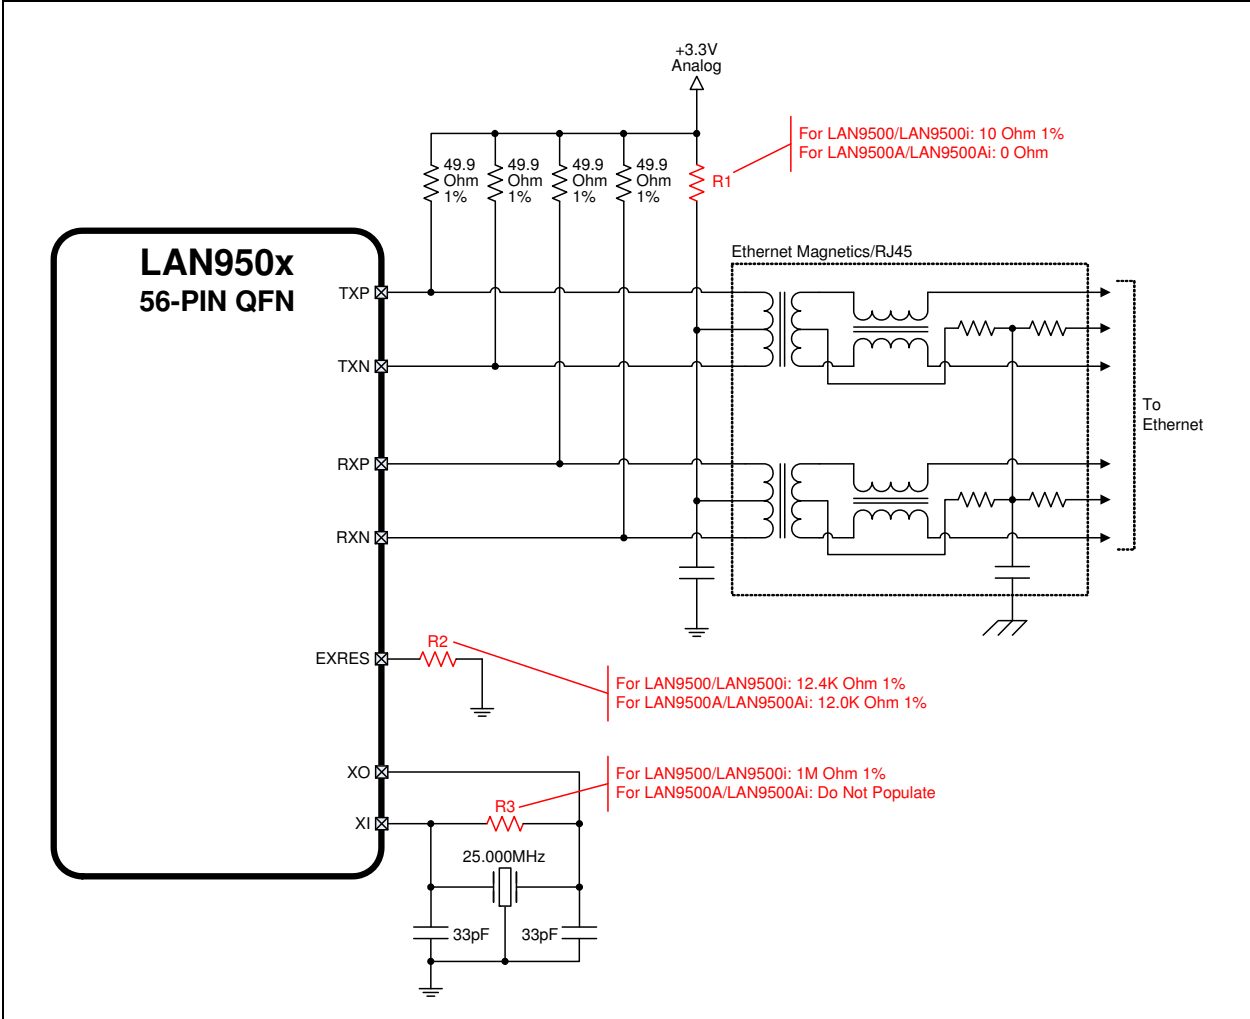 +3.3V
Analog
For LAN9500/LAN9500i: 10 Ohm 1%
For LAN9500A/LAN9500Ai: 0 Ohm
49.9 Ohm 1%
49.9 Ohm 1%
49.9 Ohm 1%
49.9 Ohm 1%
R1
LAN950x
56-PIN QFN
Ethernet Magnetics/RJ45
TXP
TXN
To
Ethernet
RXP
RXN
EXRES
R2
For LAN9500/LAN9500i: 12.4K Ohm 1%
For LAN9500A/LAN9500Ai: 12.0K Ohm 1%
XO
For LAN9500/LAN9500i: 1M Ohm 1%
For LAN9500A/LAN9500Ai: Do Not Populate
R3
XI
25.000MHz
33pF
33pF